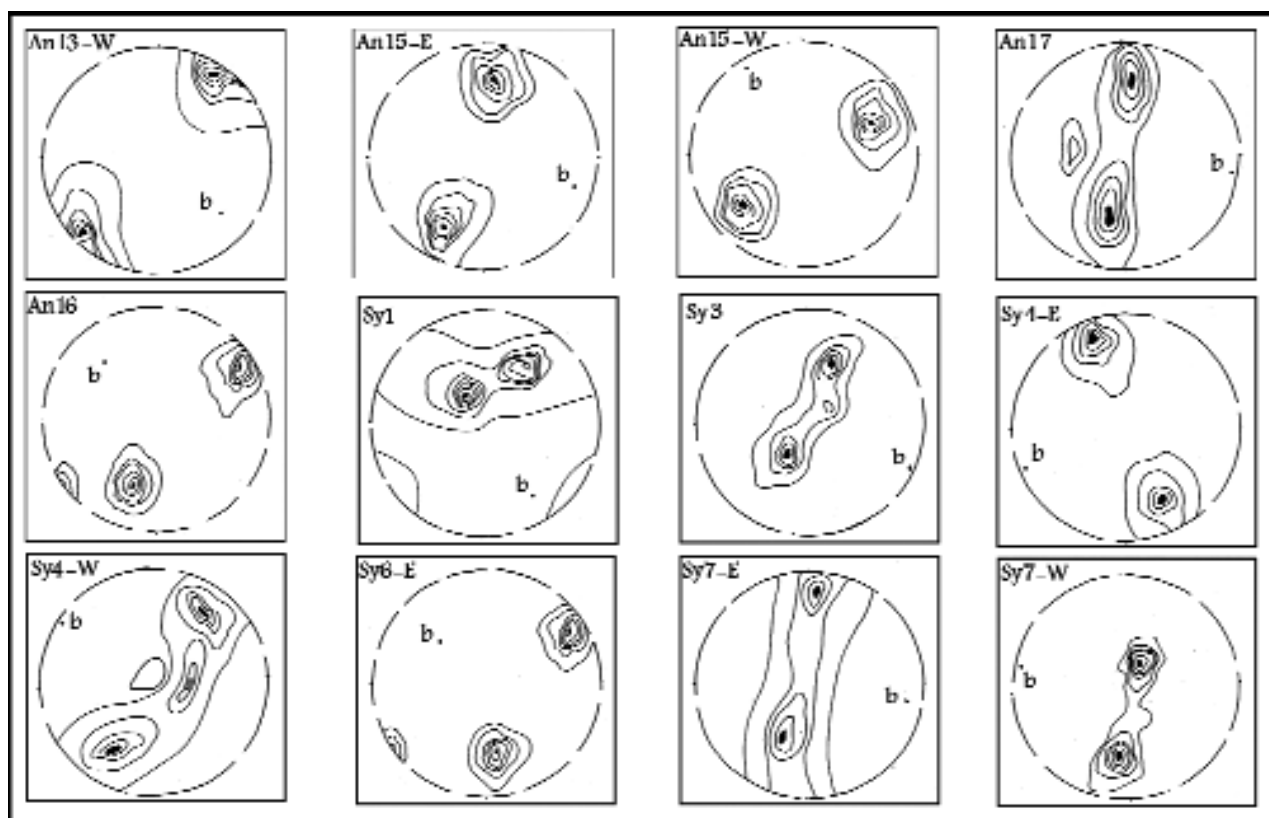 An13-W
An15-E
An15-W
An17
b
b
b
b
An16
Sy1
Sy3
Sy4-E
b
b
b
b
Sy4-W
Sy6-E
Sy7-E
Sy7-W
b
b
b
b